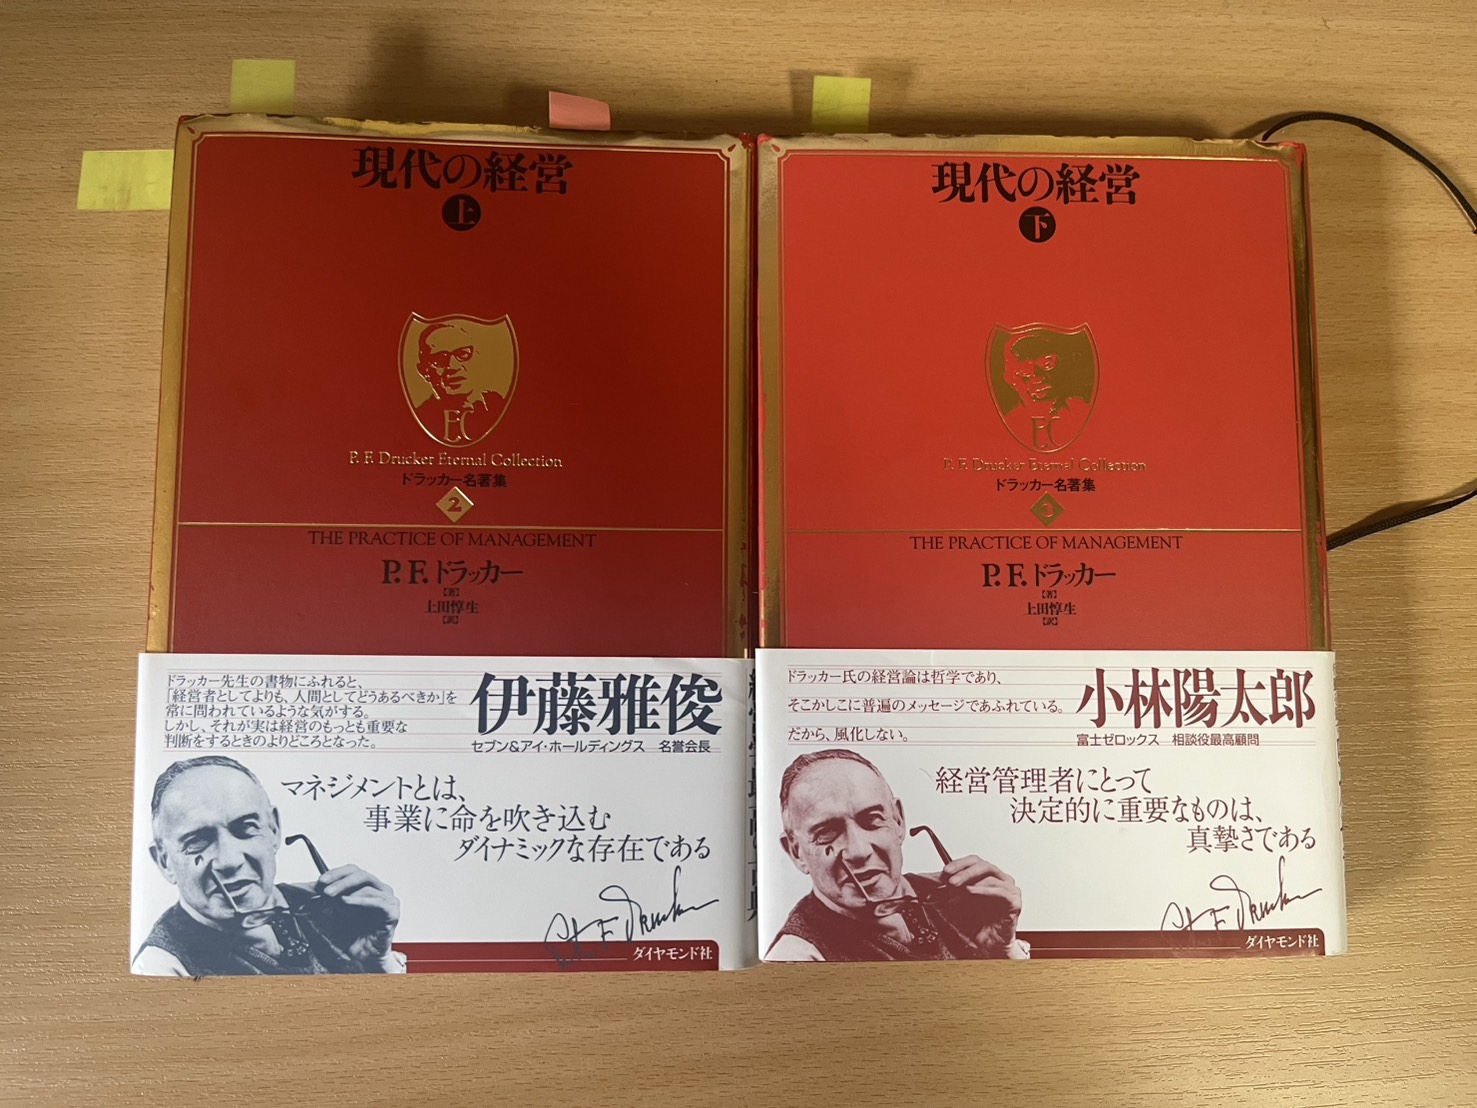 現代の経営
上
EC
P. F. Drucker Eternal Collection
ドラッカー名著集
2
THE PRACTICE OF MANAGEMENT
P. F. ドラッカー
【著】
上田惇生
【訳】
ドラッカー先生の書物にふれると、
「経営者としてよりも、人間としてどうあるべきか」を
常に問われているような気がする。
しかし、それが実は経営のもっとも重要な
判断をするときのよりどころとなった。
伊藤雅俊
セブン&アイ・ホールディングス 名誉会長
マネジメントとは、
事業に命を吹き込む
ダイナミックな存在である
Peter F. Drucker
ダイヤモンド社
現代の経営
下
EC
P. F. Drucker Eternal Collection
ドラッカー名著集
3
THE PRACTICE OF MANAGEMENT
P. F. ドラッカー
【著】
上田惇生
【訳】
ドラッカー氏の経営論は哲学であり、
そこかしこに普遍のメッセージであふれている。
だから、風化しない。
小林陽太郎
富士ゼロックス 相談役最高顧問
経営管理者にとって
決定的に重要なものは、
真摯さである
Peter F. Drucker
ダイヤモンド社